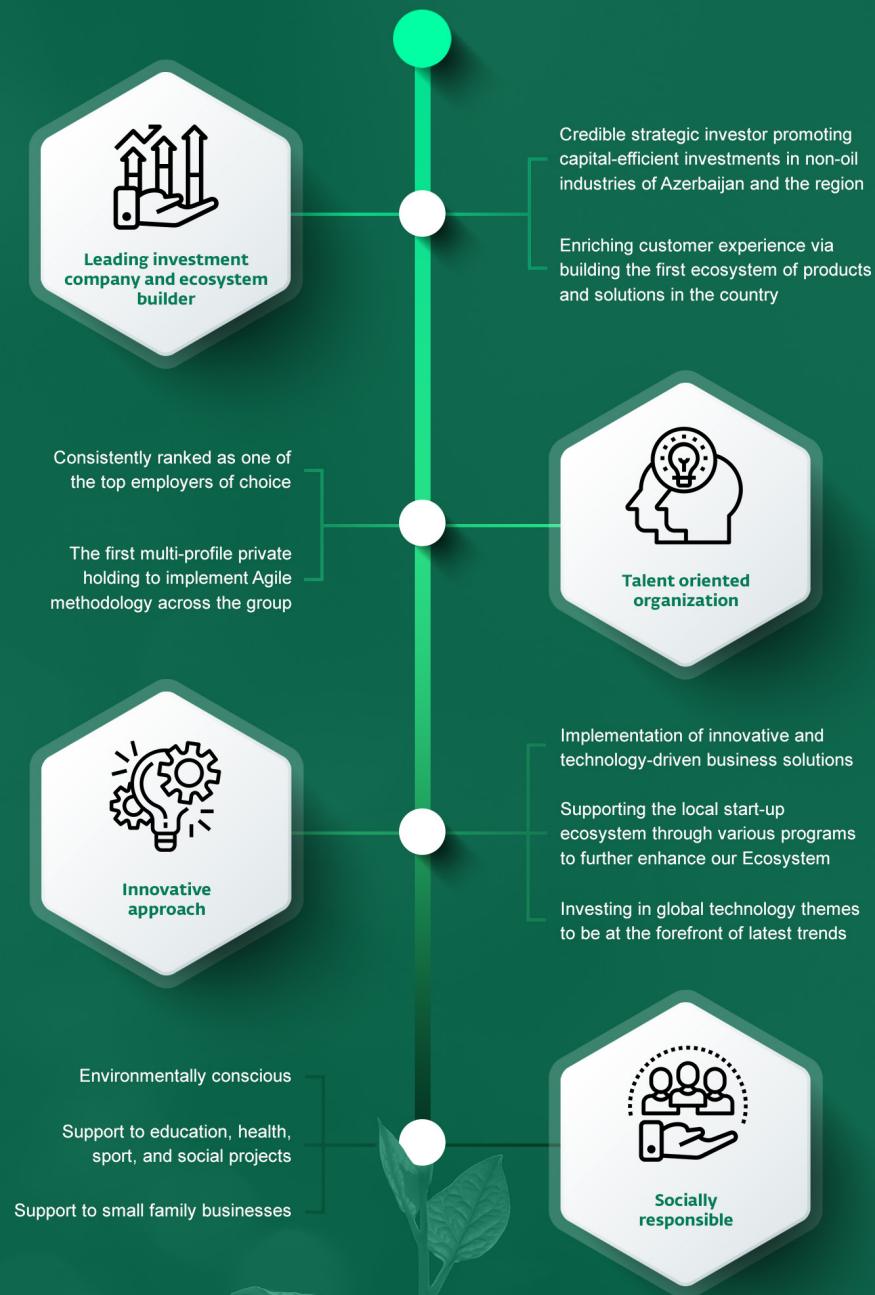 Leading investment
company and ecosystem
builder
Credible strategic investor promoting
capital-efficient investments in non-oil
industries of Azerbaijan and the region
Enriching customer experience via
building the first ecosystem of products
and solutions in the country
Consistently ranked as one of
the top employers of choice
The first multi-profile private
holding to implement Agile
methodology across the group
Talent oriented
organization
Innovative
approach
Implementation of innovative and
technology-driven business solutions
Supporting the local start-up
ecosystem through various programs
to further enhance our Ecosystem
Investing in global technology themes
to be at the forefront of latest trends
Environmentally conscious
Support to education, health,
sport, and social projects
Support to small family businesses
Socially
responsible